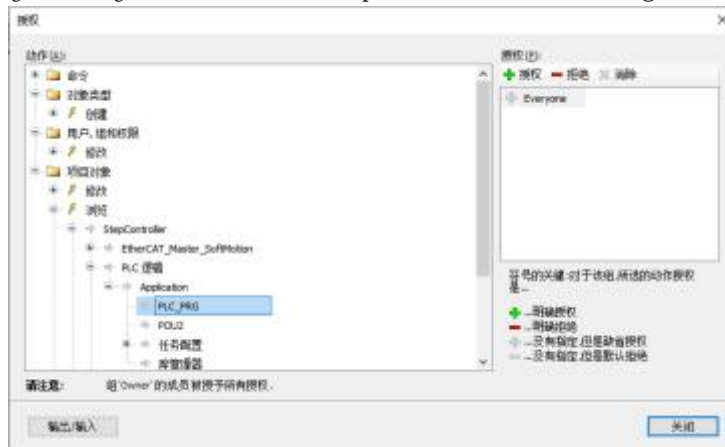 授权
动作(A):
命令
对象类型
创建
用户、组和权限
修改
项目对象
修改
浏览
StepController
EtherCAT_Master_SoftMotion
PLC 逻辑
Application
PLC_PRG
POU2
任务配置
库管理器
授权(P):
授权 拒绝 清除
Everyone
符号的关键:对于该组,所选的动作授权
是...
...明确授权
...明确拒绝
...没有指定,但是缺省授权
...没有指定,但是默认拒绝
请注意: 组'Owner'的成员被授予所有授权.
输出/输入
关闭